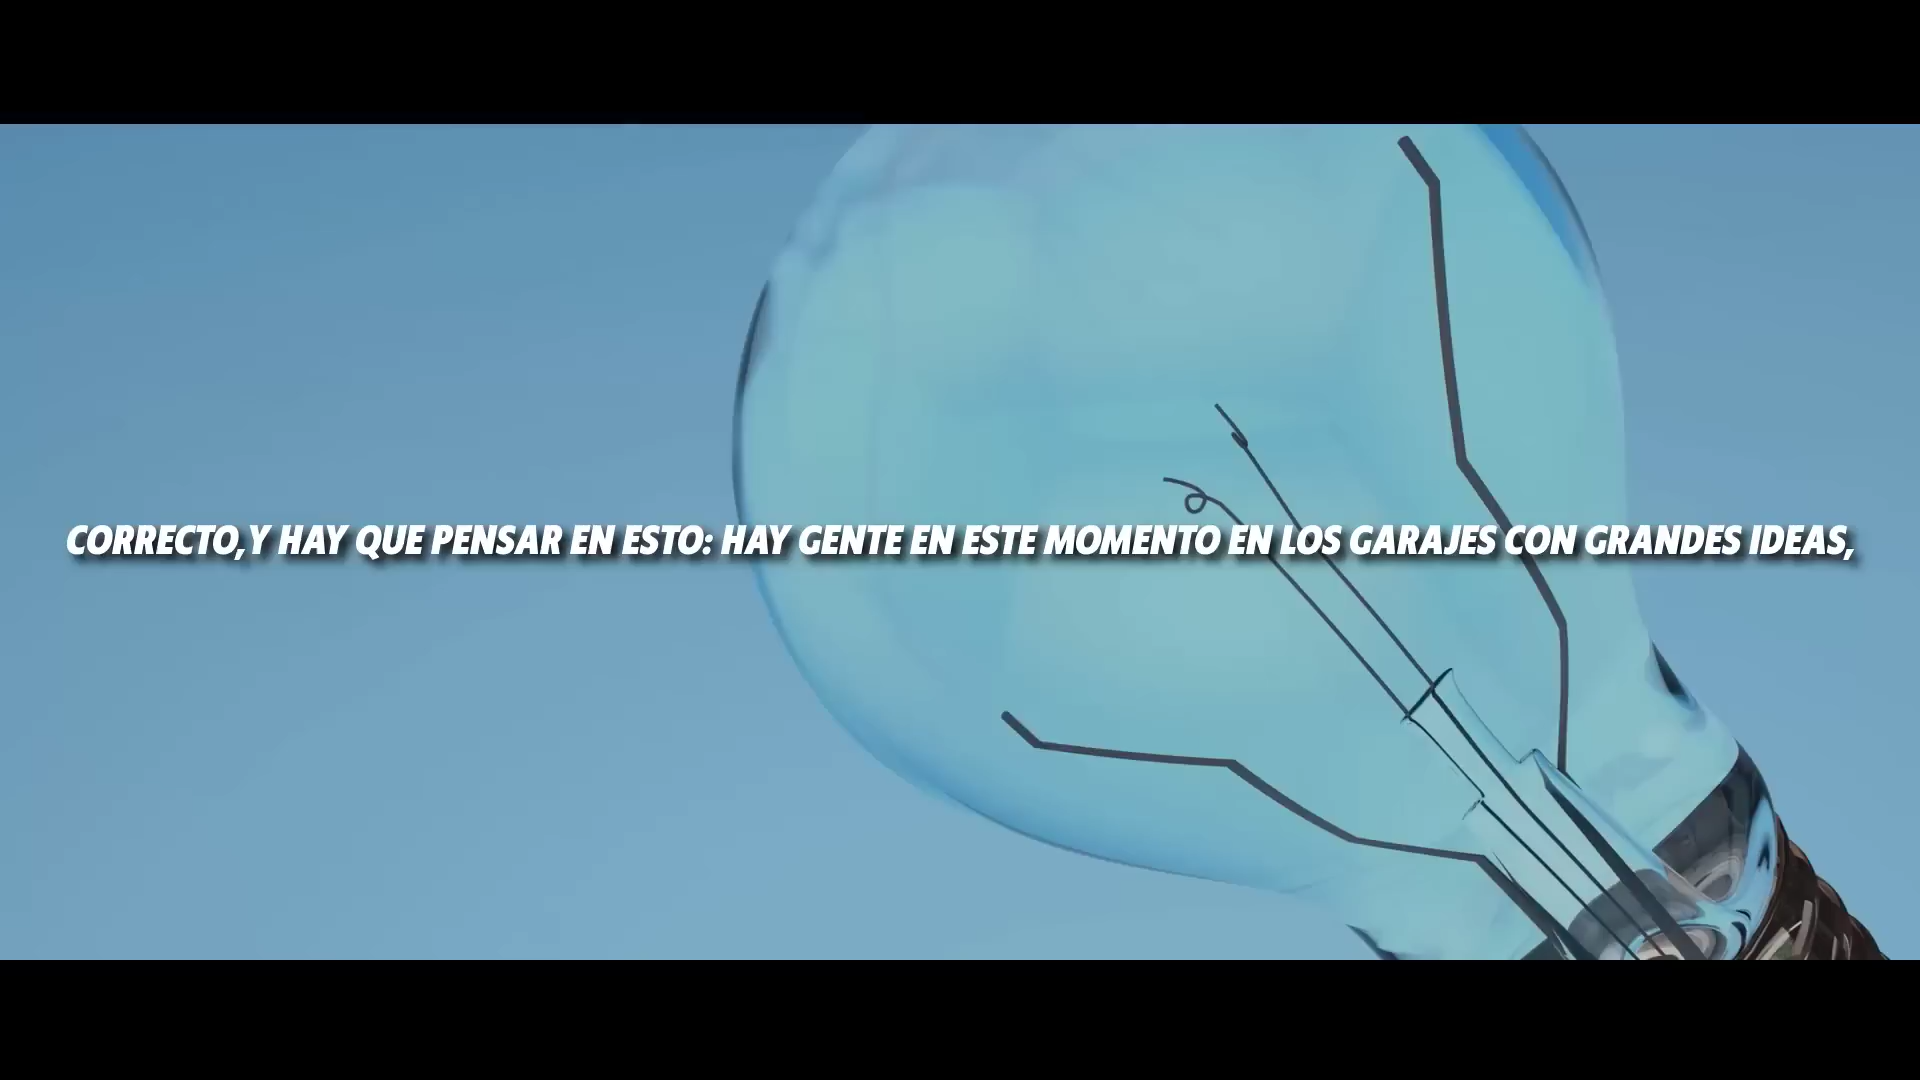 CORRECTO,Y HAY QUE PENSAR EN ESTO: HAY GENTE EN ESTE MOMENTO EN LOS GARAJES CON GRANDES IDEAS,